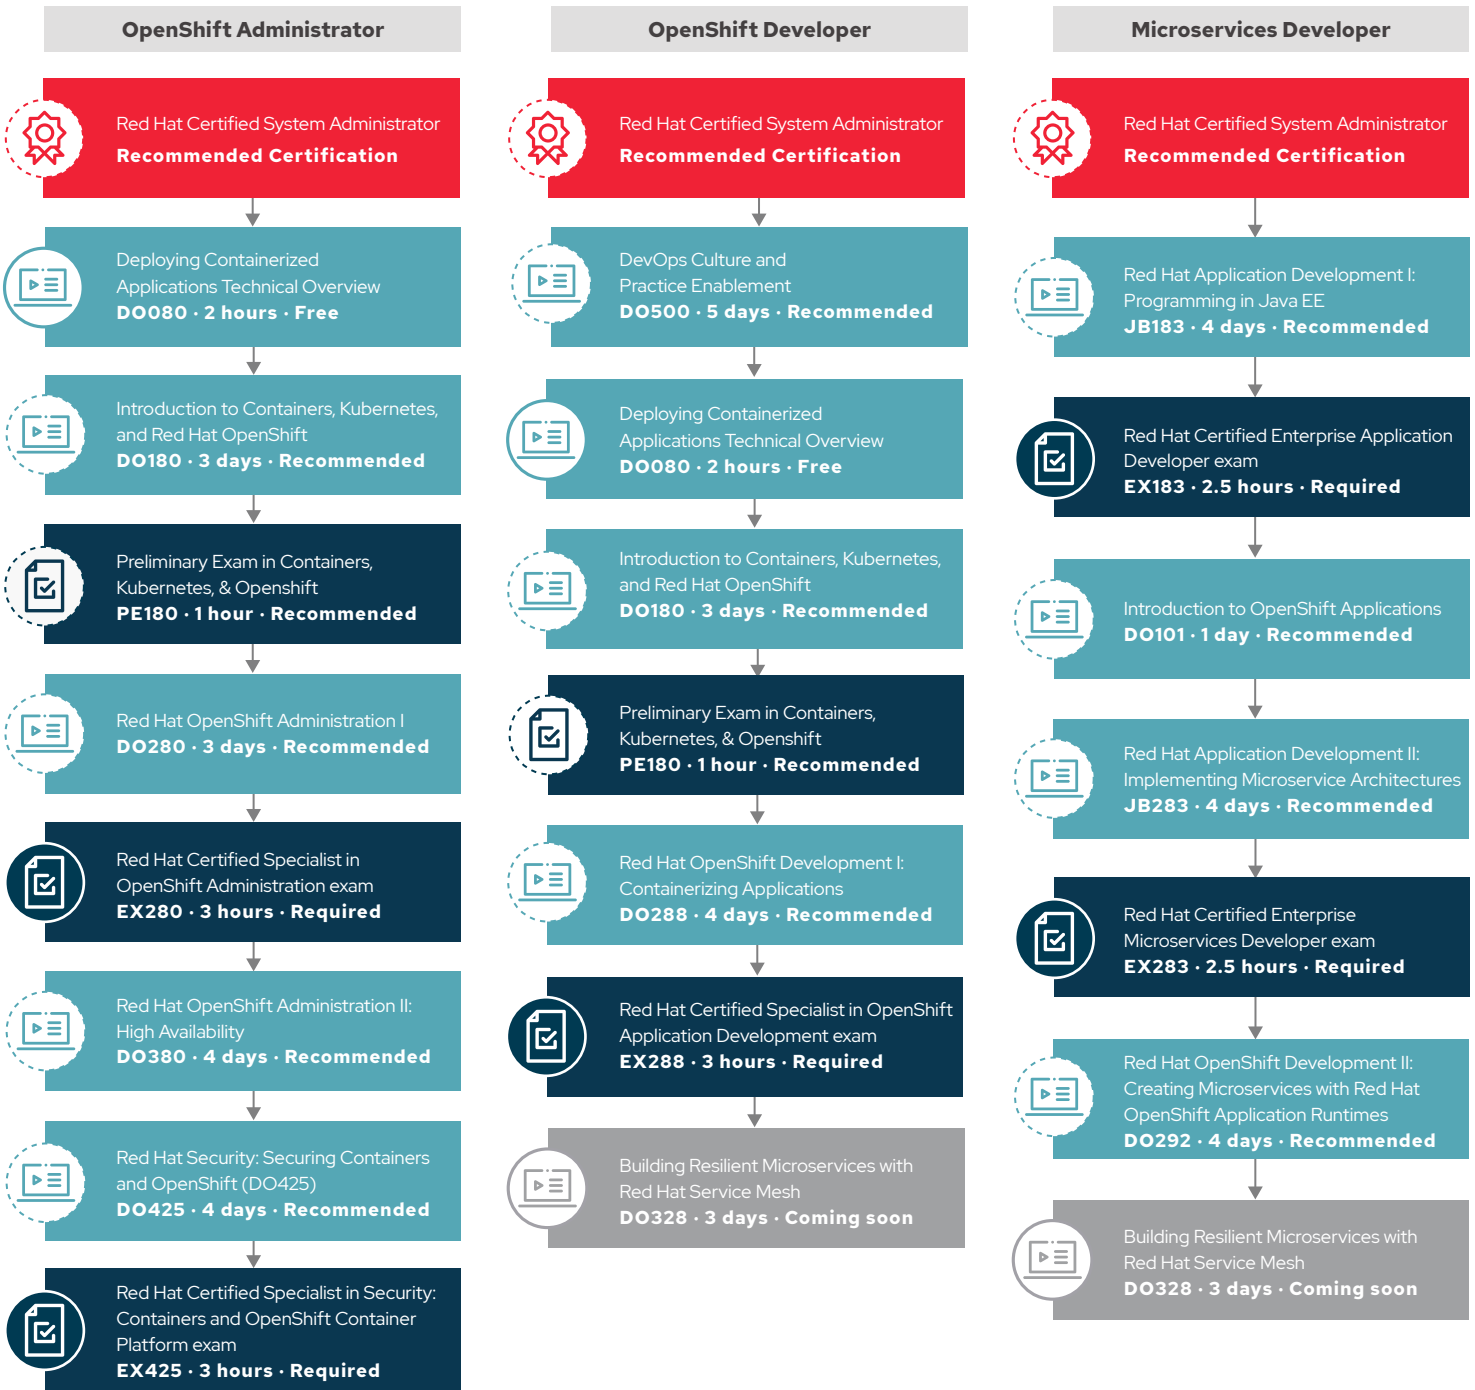 OpenShift Administrator
Red Hat Certified System Administrator
Recommended Certification
Deploying Containerized
Applications Technical Overview
DO080 · 2 hours · Free
Introduction to Containers, Kubernetes,
and Red Hat OpenShift
DO180 · 3 days · Recommended
Preliminary Exam in Containers,
Kubernetes, & Openshift
PE180 · 1 hour · Recommended
Red Hat OpenShift Administration I
DO280 · 3 days · Recommended
Red Hat Certified Specialist in
OpenShift Administration exam
EX280 · 3 hours · Required
Red Hat OpenShift Administration II:
High Availability
DO380 · 4 days · Recommended
Red Hat Security: Securing Containers
and OpenShift (DO425)
DO425 · 4 days · Recommended
Red Hat Certified Specialist in Security:
Containers and OpenShift Container
Platform exam
EX425 · 3 hours · Required
OpenShift Developer
Red Hat Certified System Administrator
Recommended Certification
DevOps Culture and
Practice Enablement
DO500 · 5 days · Recommended
Deploying Containerized
Applications Technical Overview
DO080 · 2 hours · Free
Introduction to Containers, Kubernetes,
and Red Hat OpenShift
DO180 · 3 days · Recommended
Preliminary Exam in Containers,
Kubernetes, & Openshift
PE180 · 1 hour · Recommended
Red Hat OpenShift Development I:
Containerizing Applications
DO288 · 4 days · Recommended
Red Hat Certified Specialist in OpenShift
Application Development exam
EX288 · 3 hours · Required
Building Resilient Microservices with
Red Hat Service Mesh
DO328 · 3 days · Coming soon
Microservices Developer
Red Hat Certified System Administrator
Recommended Certification
Red Hat Application Development I:
Programming in Java EE
JB183 · 4 days · Recommended
Red Hat Certified Enterprise Application
Developer exam
EX183 · 2.5 hours · Required
Introduction to OpenShift Applications
DO101 · 1 day · Recommended
Red Hat Application Development II:
Implementing Microservice Architectures
JB283 · 4 days · Recommended
Red Hat Certified Enterprise
Microservices Developer exam
EX283 · 2.5 hours · Required
Red Hat OpenShift Development II:
Creating Microservices with Red Hat
OpenShift Application Runtimes
DO292 · 4 days · Recommended
Building Resilient Microservices with
Red Hat Service Mesh
DO328 · 3 days · Coming soon